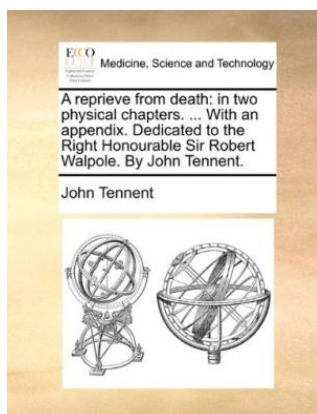 ECCO
Medicine, Science and Technology
A reprieve from death: in two
physical chapters. ... With an
appendix. Dedicated to the
Right Honourable Sir Robert
Walpole. By John Tennent.
John Tennent